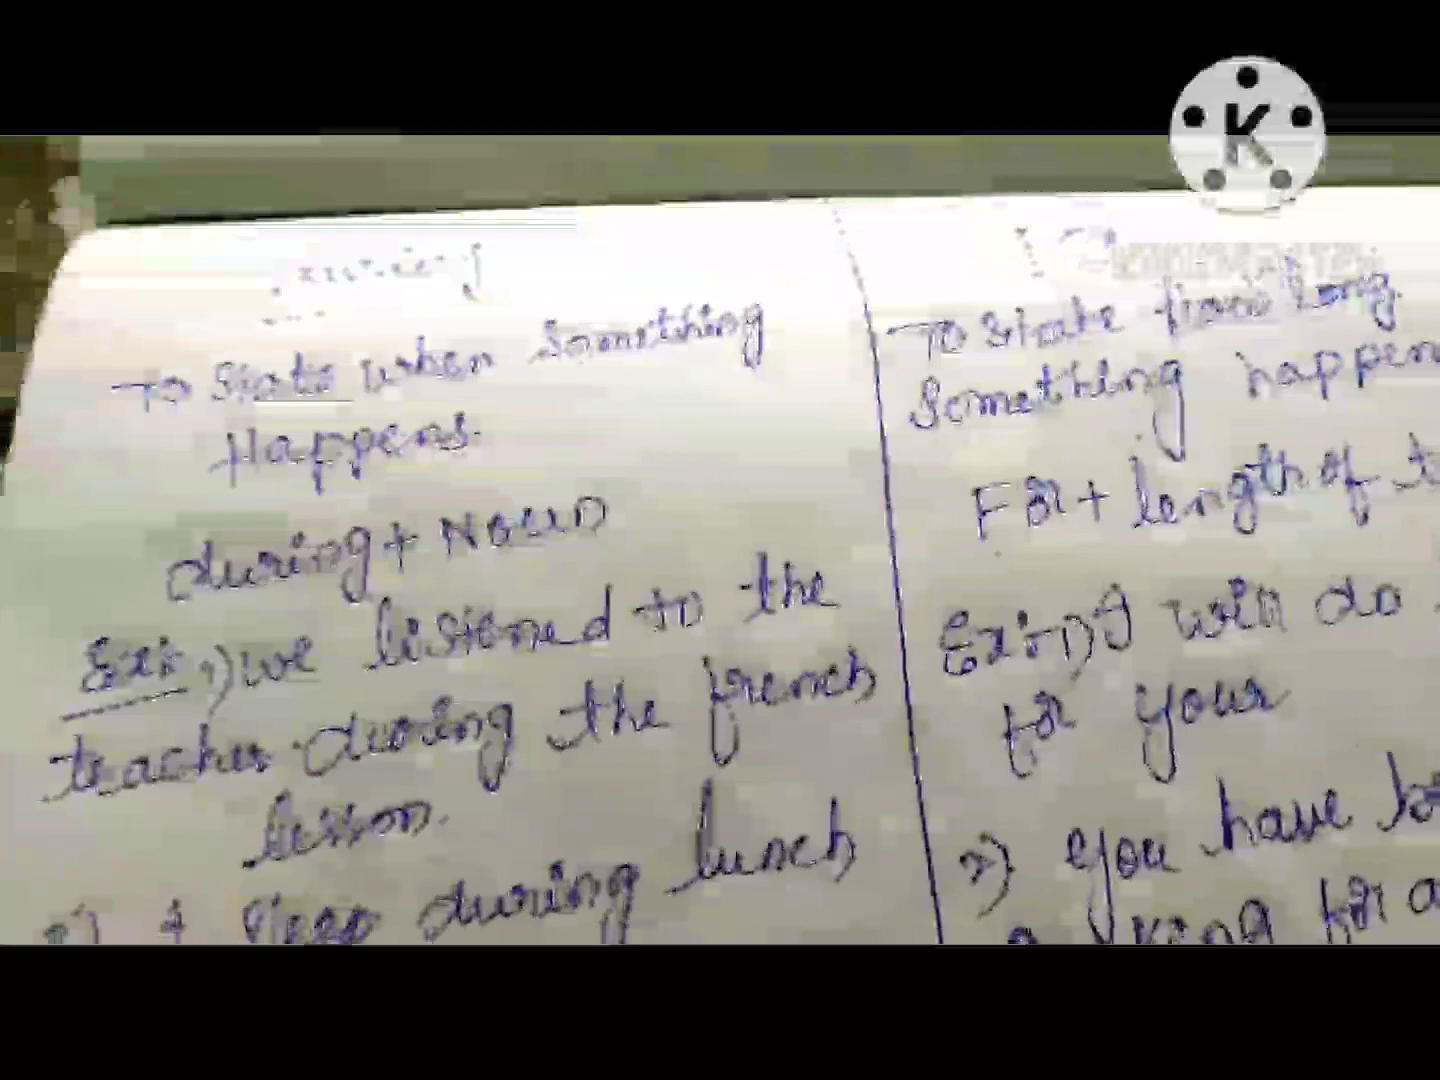 K
To State when Something
Happens.
during + Noun
Ex:- 1) we listened to the
teacher during the french
lesson.
during lunch
To State how long
Something happen
For + length of t
Ex:- 1) I will do
for your
2) you have
for a